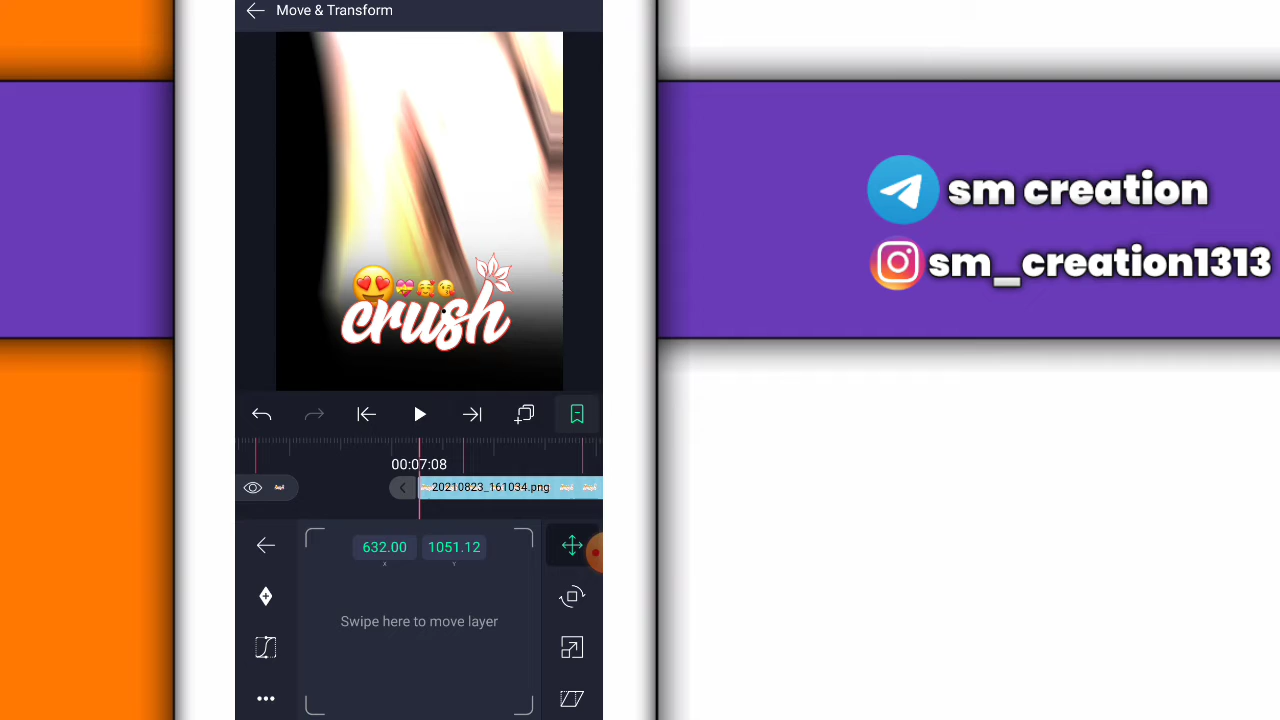 Move & Transform
crush
00:07:08
20210823_161034.png
632.00 1051.12
X Y
Swipe here to move layer
sm creation
sm_creation1313